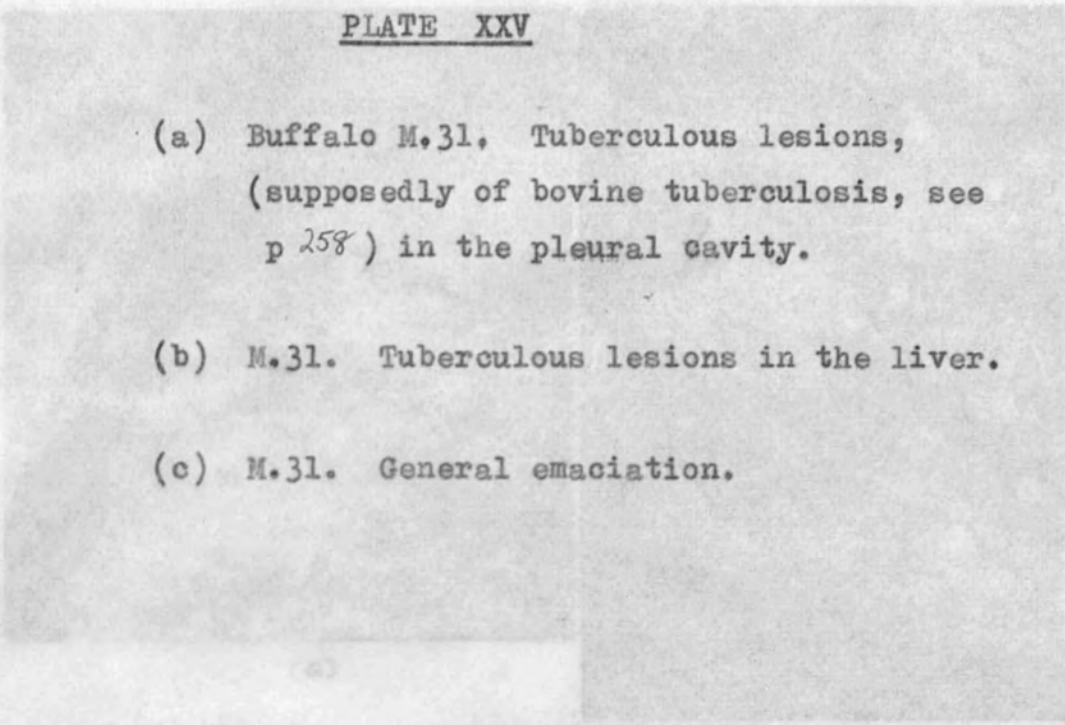 PLATE XXV
(a) Buffalo M.31. Tuberculous lesions,
(supposedly of bovine tuberculosis, see
p 258) in the pleural cavity.
(b) M.31. Tuberculous lesions in the liver.
(c) M.31. General emaciation.